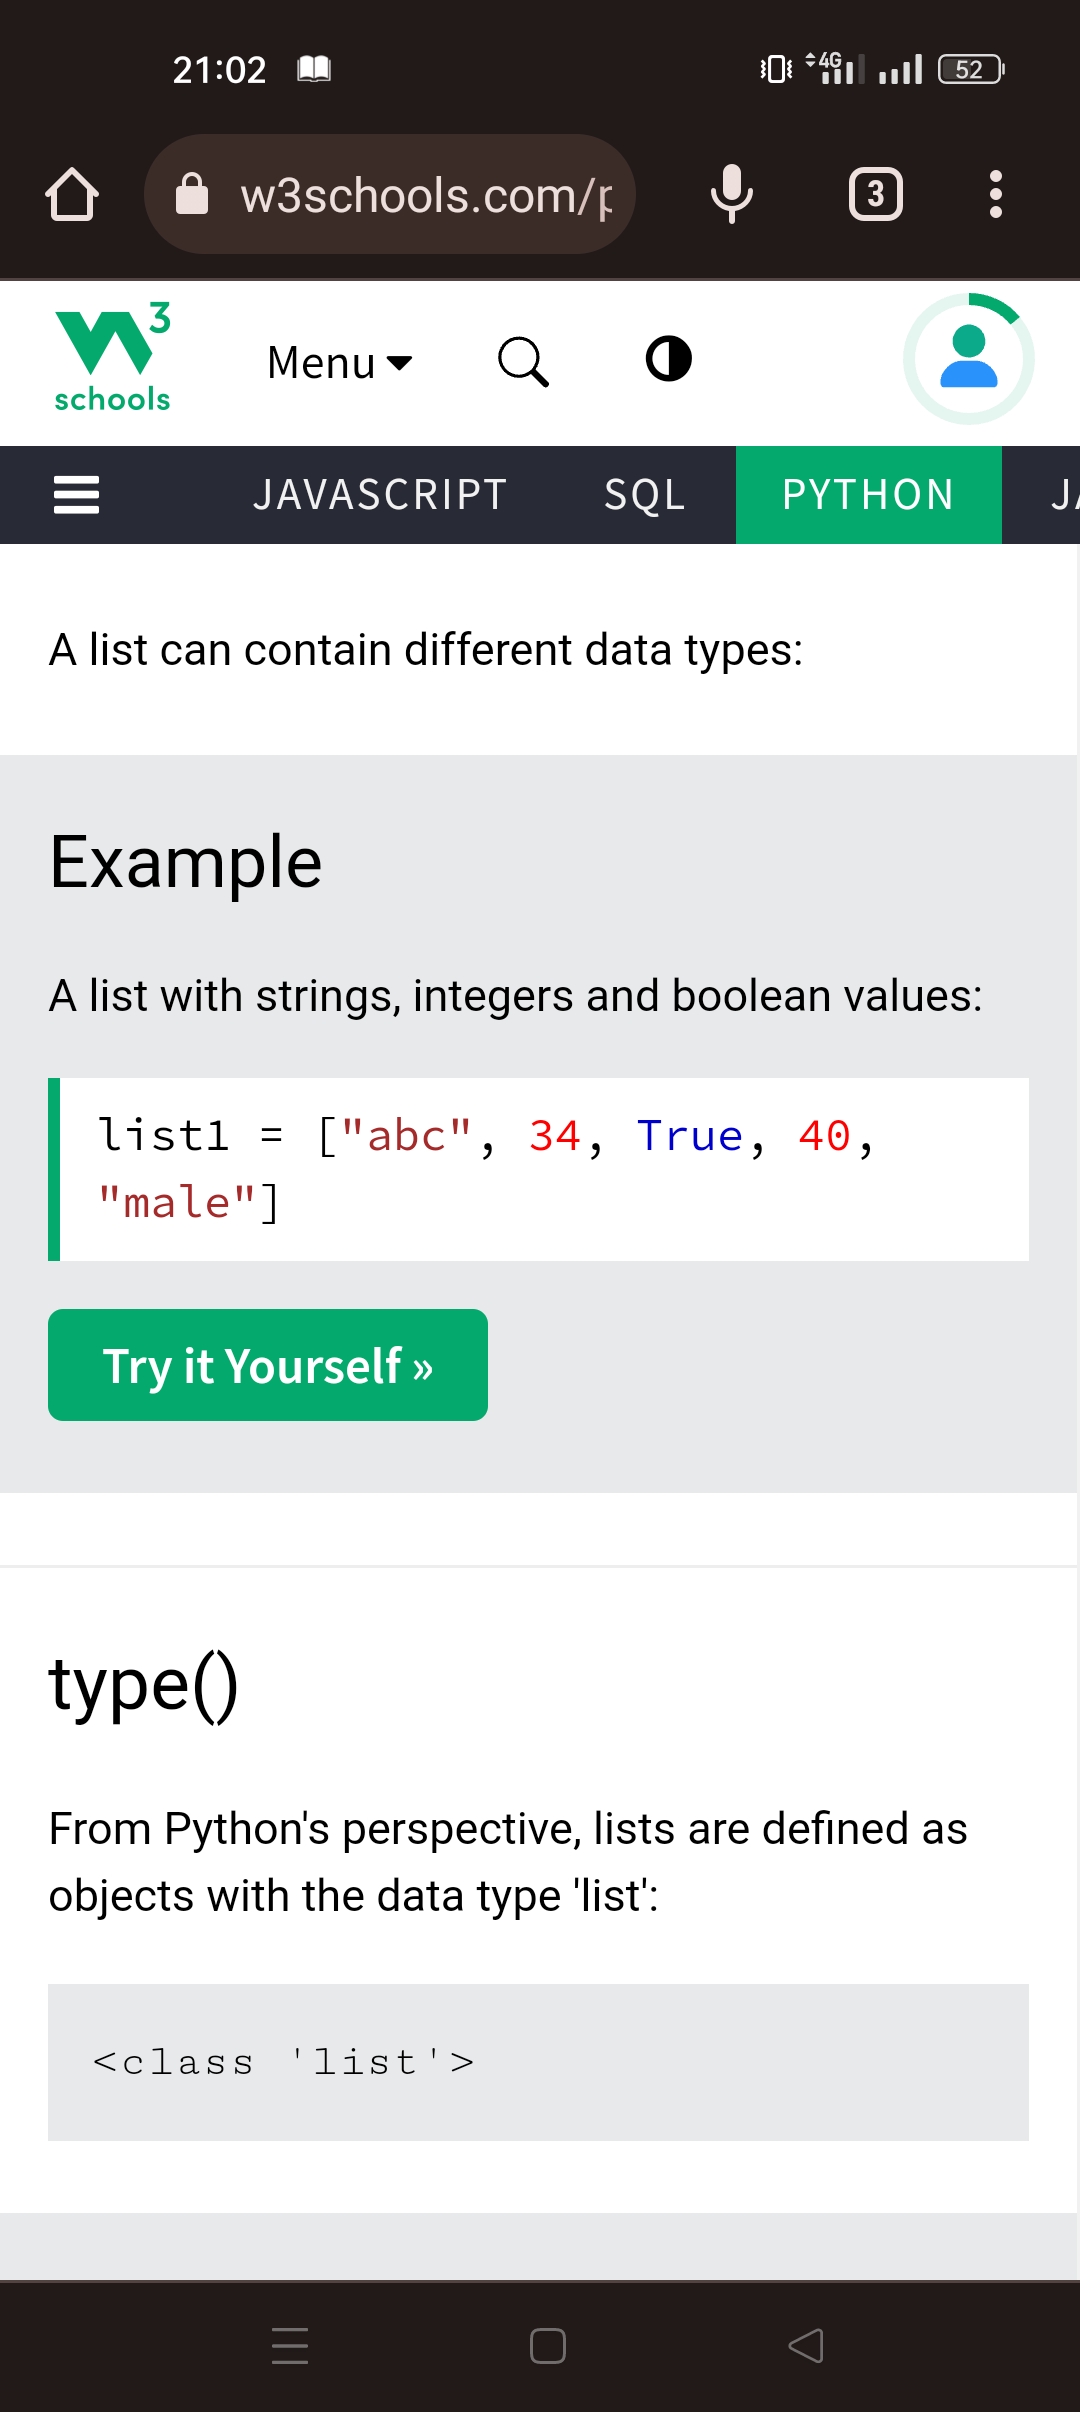 21:02
4G
52
w3schools.com/p
3
3
schools
Menu
JAVASCRIPT SQL PYTHON JA
A list can contain different data types:
Example
A list with strings, integers and boolean values:
list1 = ["abc", 34, True, 40,
"male"]
Try it Yourself »
type()
From Python's perspective, lists are defined as
objects with the data type 'list':
<class 'list'>